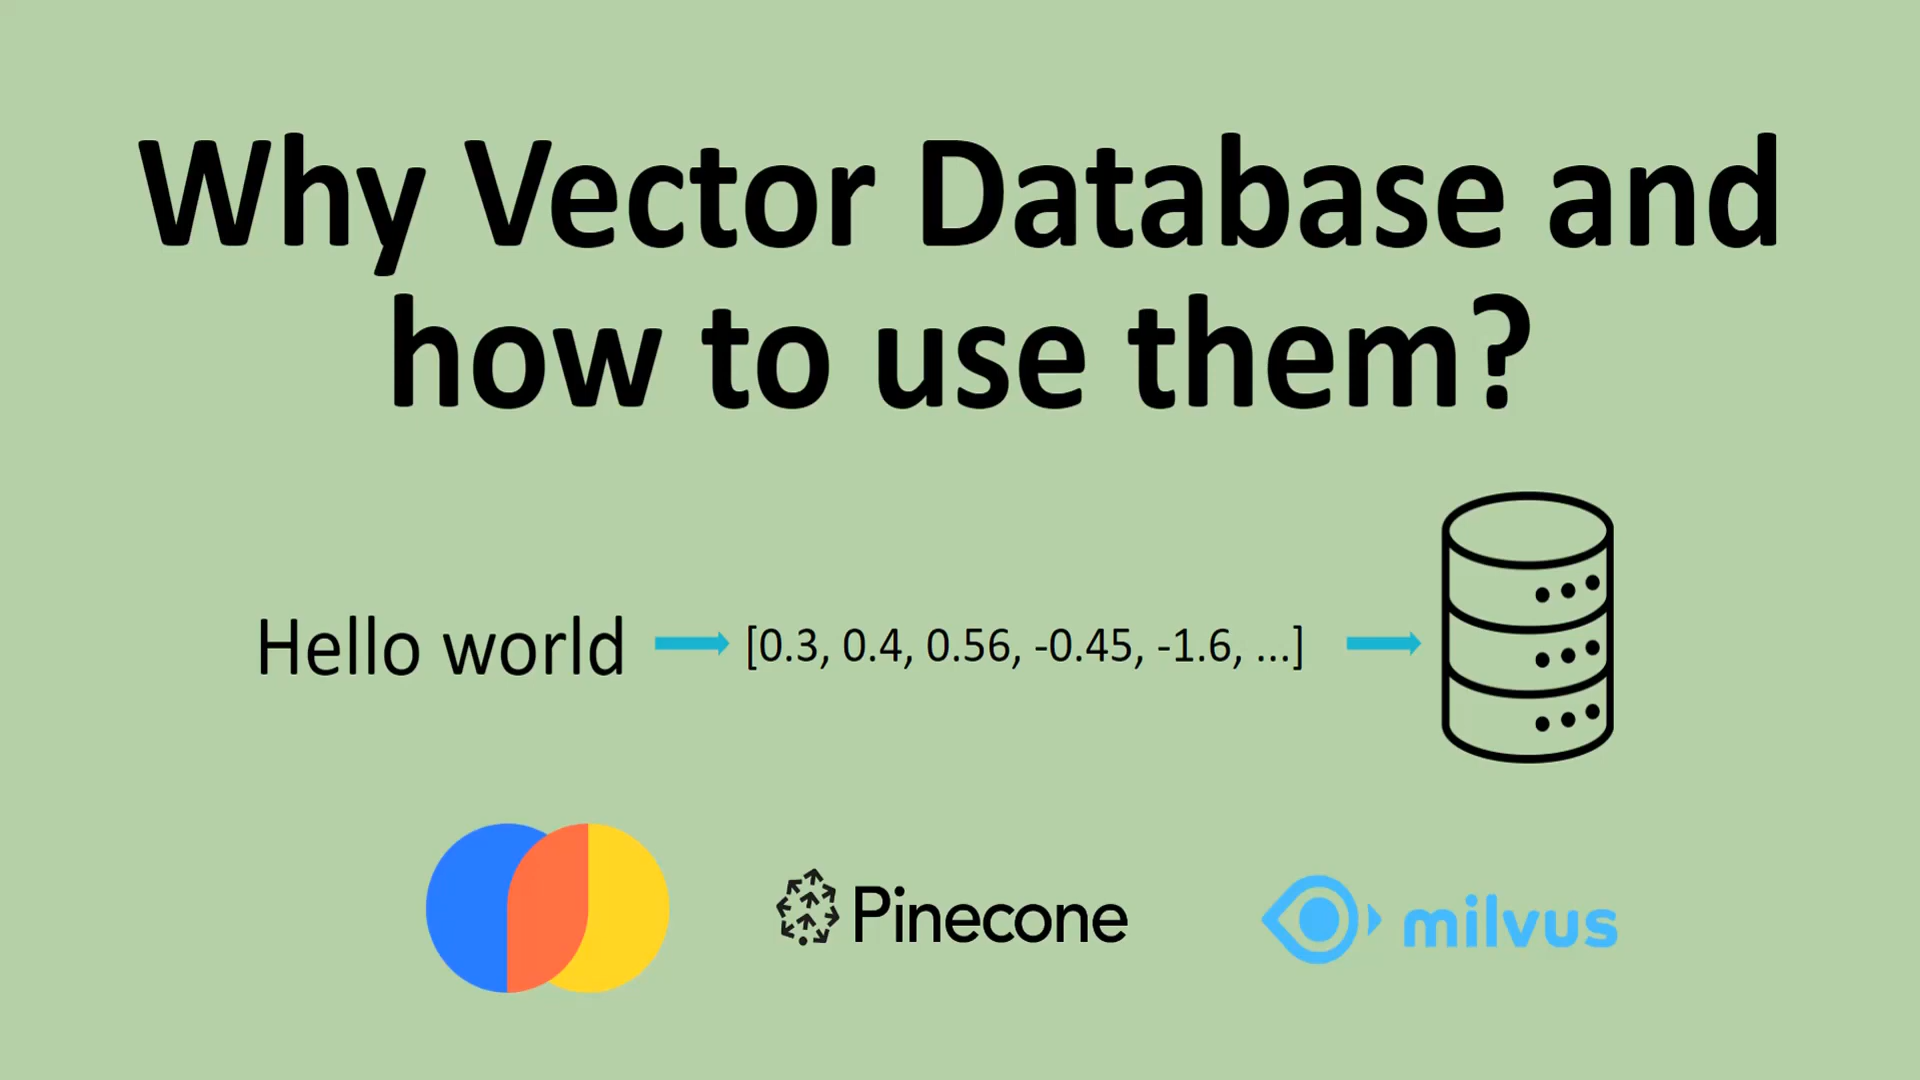 Why Vector Database and
how to use them?
Hello world
[0.3, 0.4, 0.56, -0.45, -1.6, ...]
Pinecone
milvus